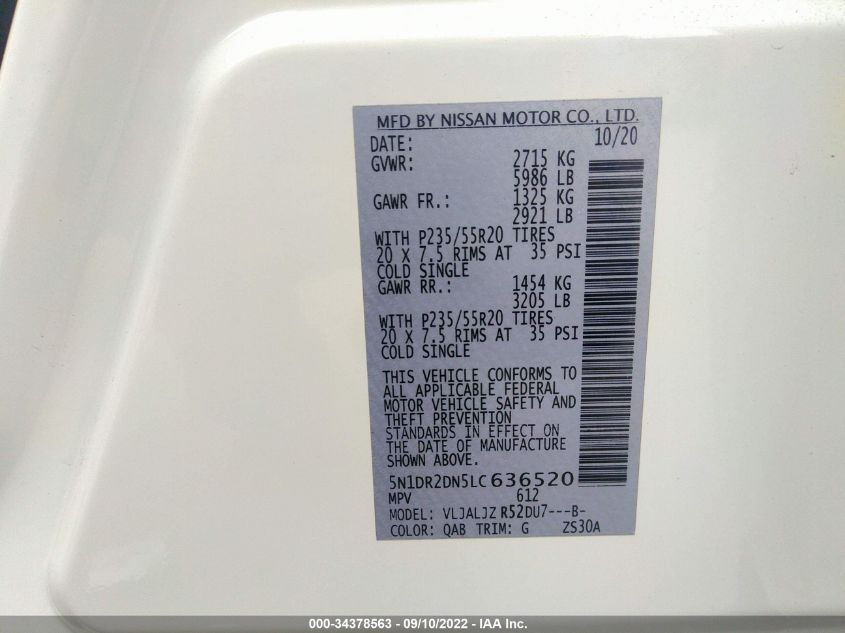 MFD BY NISSAN MOTOR CO., LTD.
DATE: 10/20
GVWR: 2715 KG
5986 LB
GAWR FR.: 1325 KG
2921 LB
WITH P235/55R20 TIRES
20 X 7.5 RIMS AT 35 PSI
COLD SINGLE
GAWR RR.: 1454 KG
3205 LB
WITH P235/55R20 TIRES
20 X 7.5 RIMS AT 35 PSI
COLD SINGLE
THIS VEHICLE CONFORMS TO
ALL APPLICABLE FEDERAL
MOTOR VEHICLE SAFETY AND
THEFT PREVENTION
STANDARDS IN EFFECT ON
THE DATE OF MANUFACTURE
SHOWN ABOVE.
5N1DR2DN5LC636520
MPV 612
MODEL: VLJALJZ R52DU7---B-
COLOR: QAB TRIM: G ZS30A
000-34378563 — 09/10/2022 — IAA Inc.